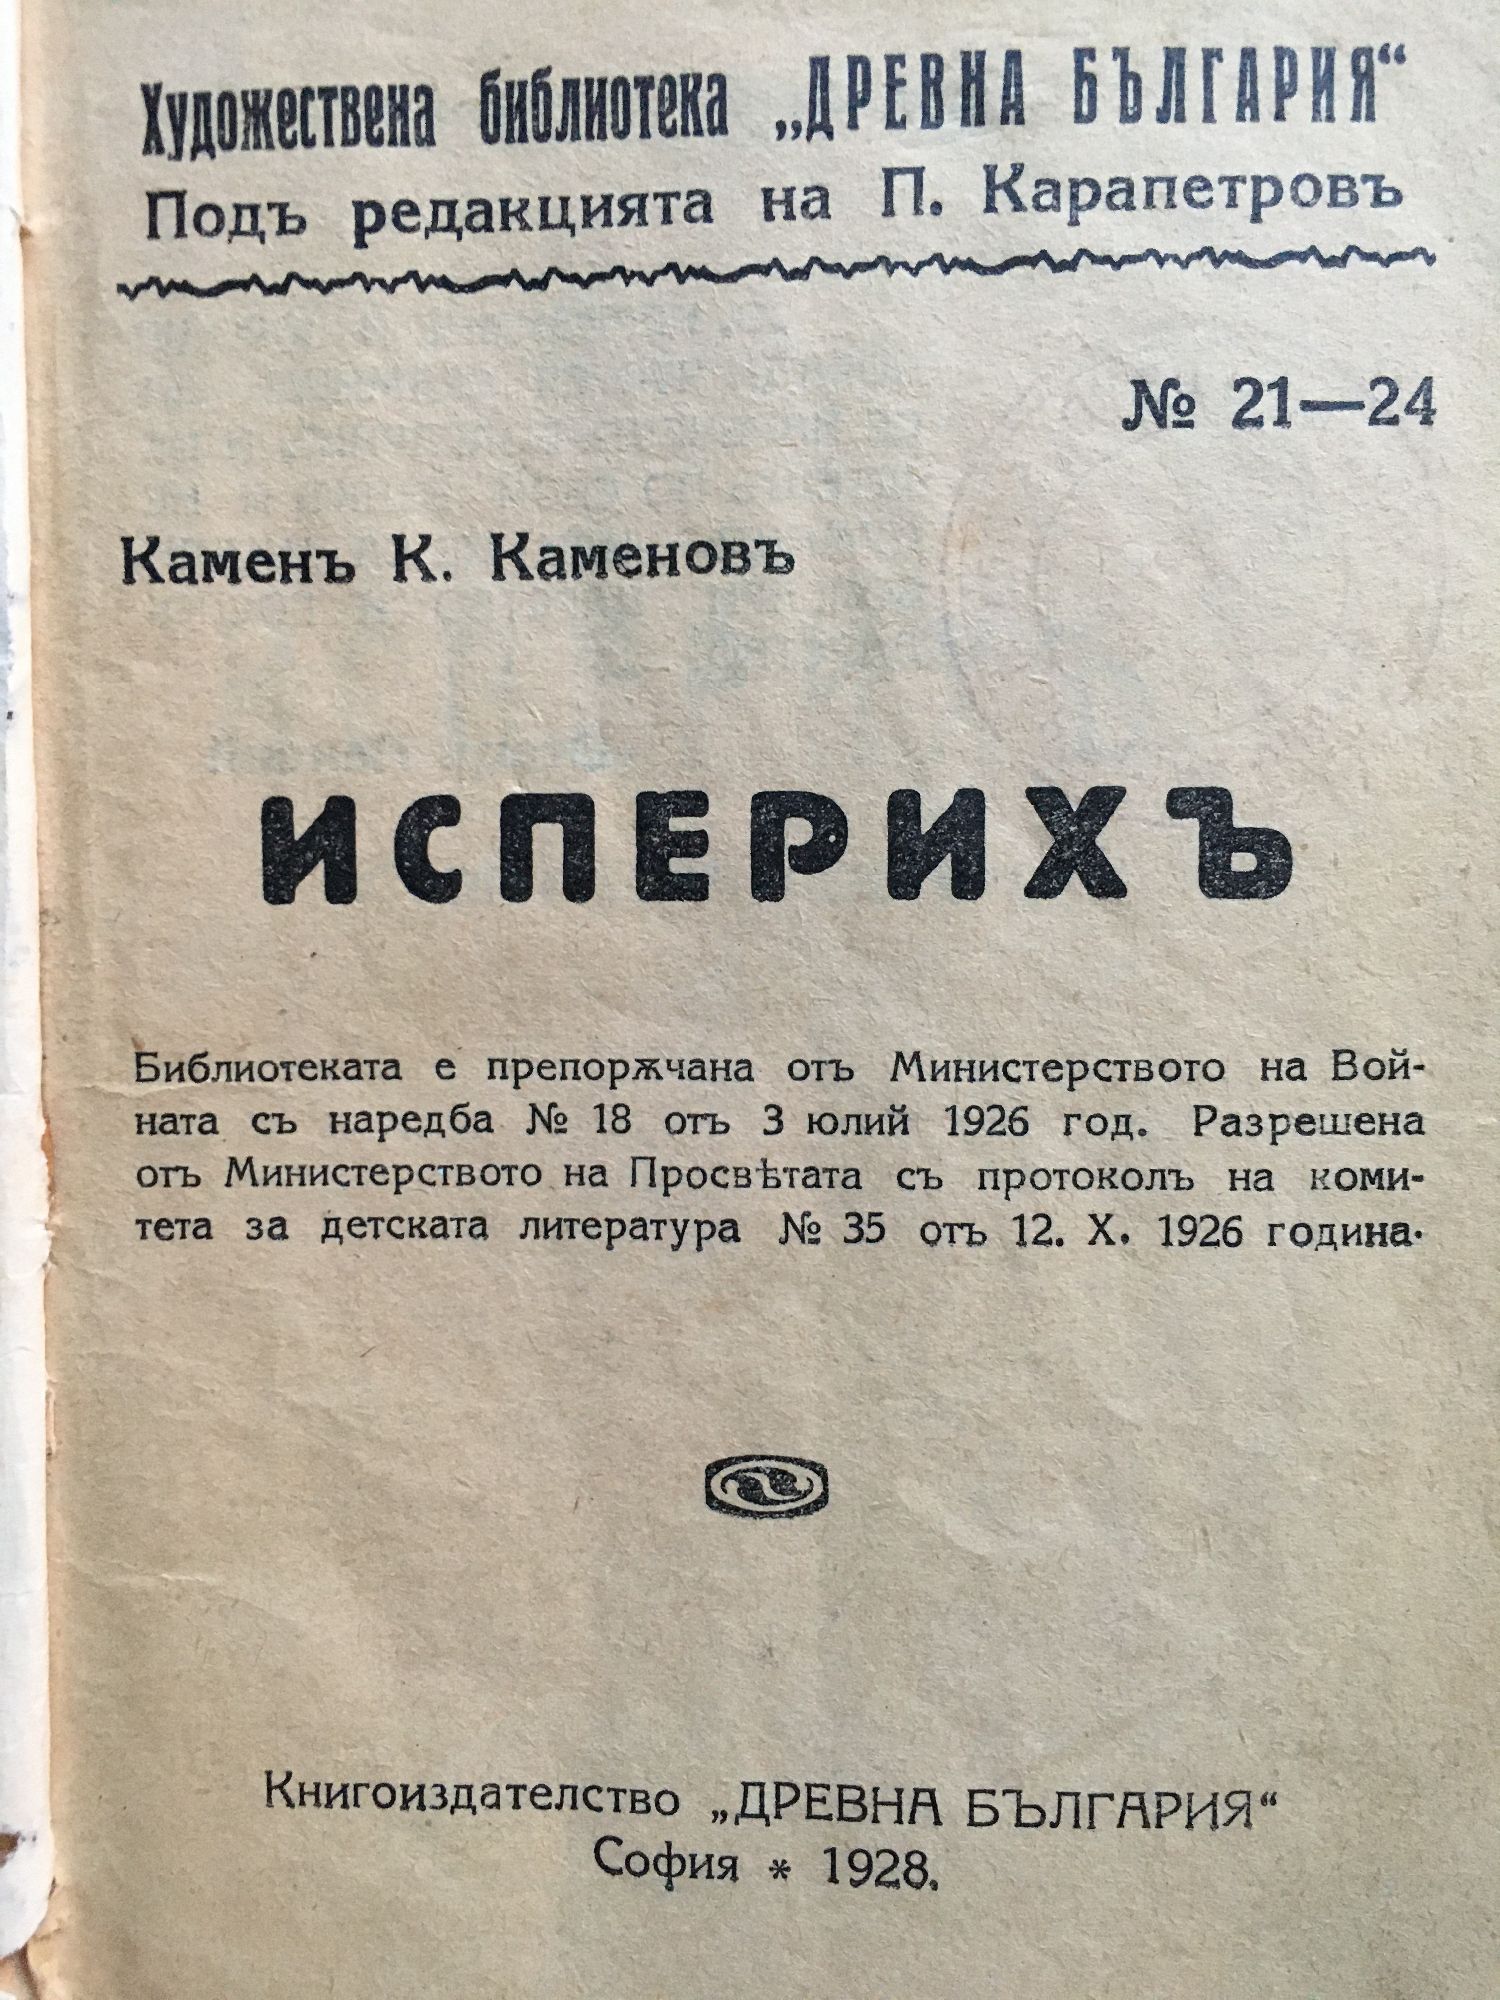 Художествена библиотека „ДРЕВНА БЪЛГАРИЯ“
Подъ редакцията на П. Карапетровъ
№ 21—24
Каменъ К. Каменовъ
ИСПЕРИХЪ
Библиотеката е препорѫчана отъ Министерството на Вой-
ната съ наредба № 18 отъ 3 юлий 1926 год. Разрешена
отъ Министерството на Просвѣтата съ протоколъ на коми-
тета за детската литература № 35 отъ 12. X. 1926 година.
Книгоиздателство „ДРЕВНА БЪЛГАРИЯ“
София * 1928.